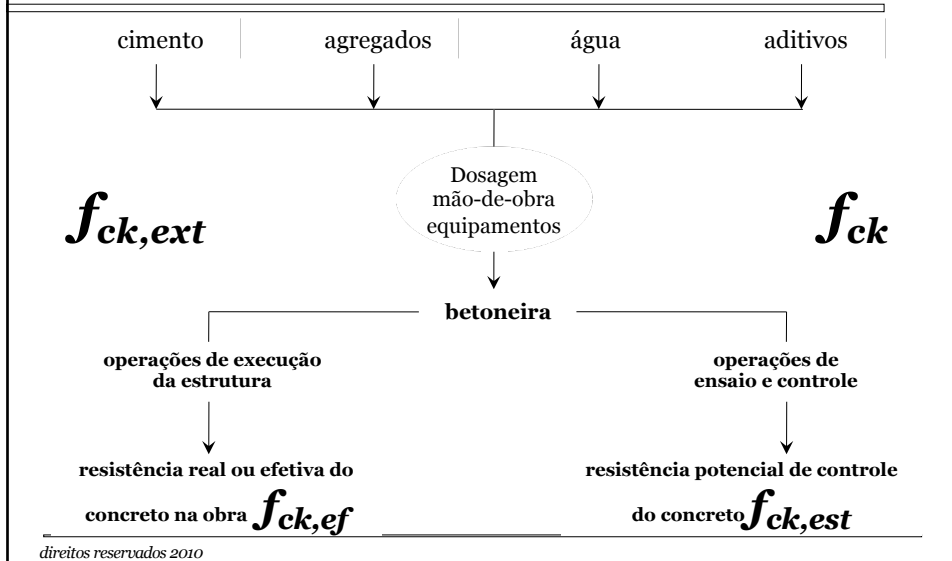 cimento agregados água aditivos
Dosagem
mão-de-obra
equipamentos
fck,ext
fck
betoneira
operações de execução
da estrutura
operações de
ensaio e controle
resistência real ou efetiva do
concreto na obra fck,ef
resistência potencial de controle
do concreto fck,est
direitos reservados 2010